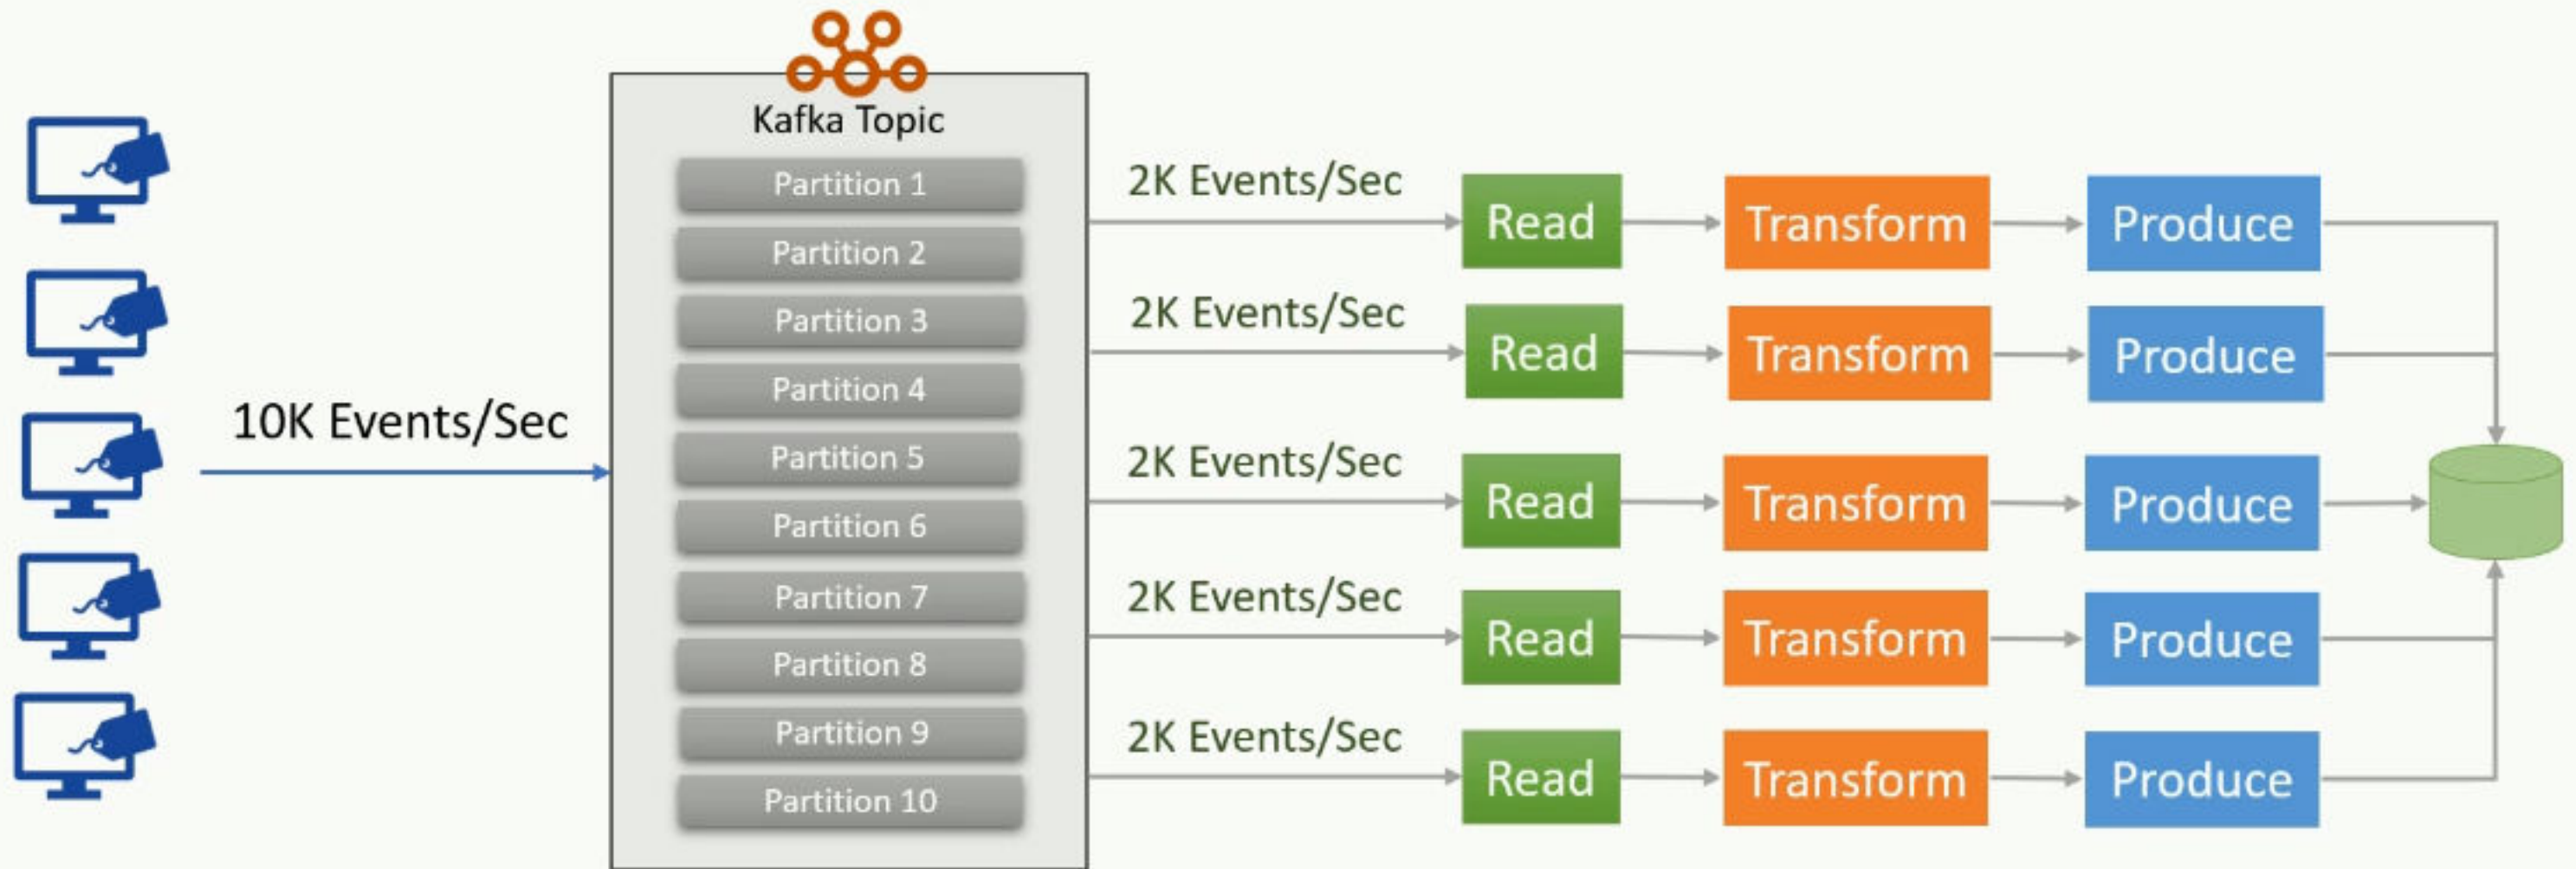 Kafka Topic
Partition 1
Partition 2
Partition 3
Partition 4
Partition 5
Partition 6
Partition 7
Partition 8
Partition 9
Partition 10
10K Events/Sec
2K Events/Sec
Read
Transform
Produce
2K Events/Sec
Read
Transform
Produce
2K Events/Sec
Read
Transform
Produce
2K Events/Sec
Read
Transform
Produce
2K Events/Sec
Read
Transform
Produce